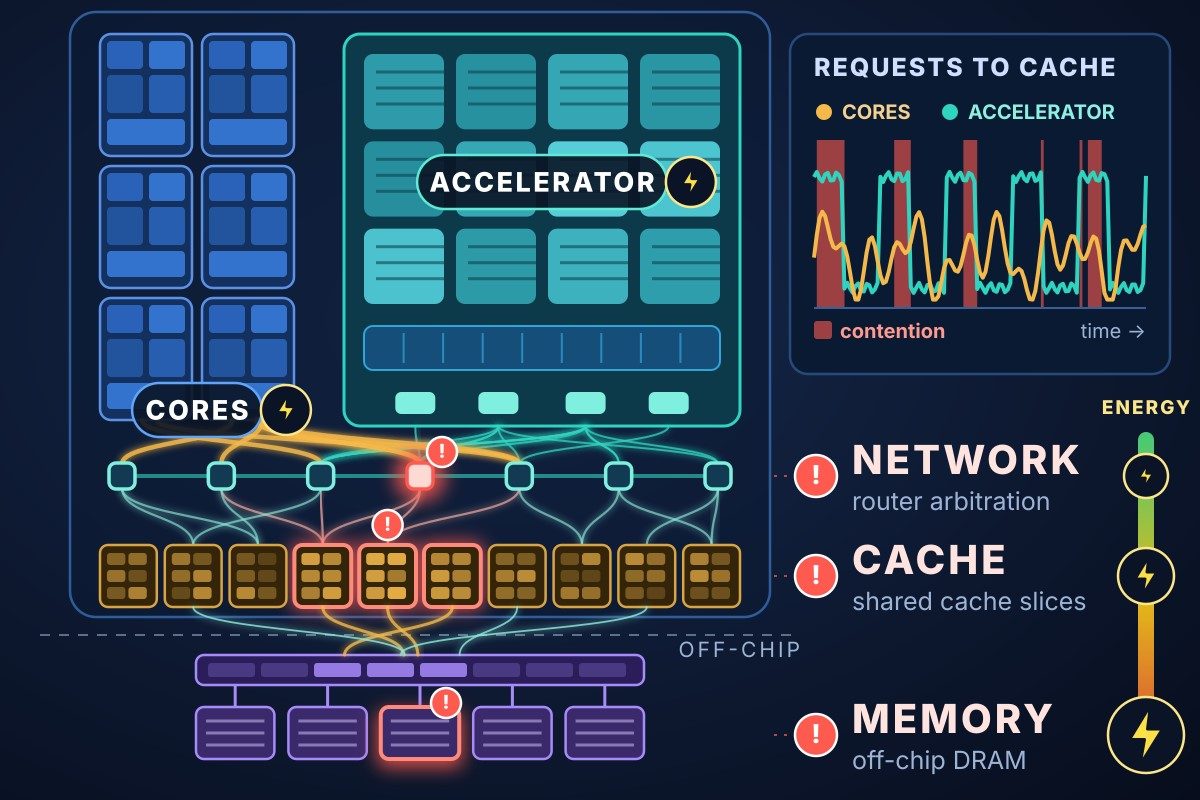 REQUESTS TO CACHE
CORES
ACCELERATOR
contention
time →
ACCELERATOR
CORES
ENERGY
!
!
! NETWORK
router arbitration
! CACHE
shared cache slices
OFF-CHIP
!
! MEMORY
off-chip DRAM